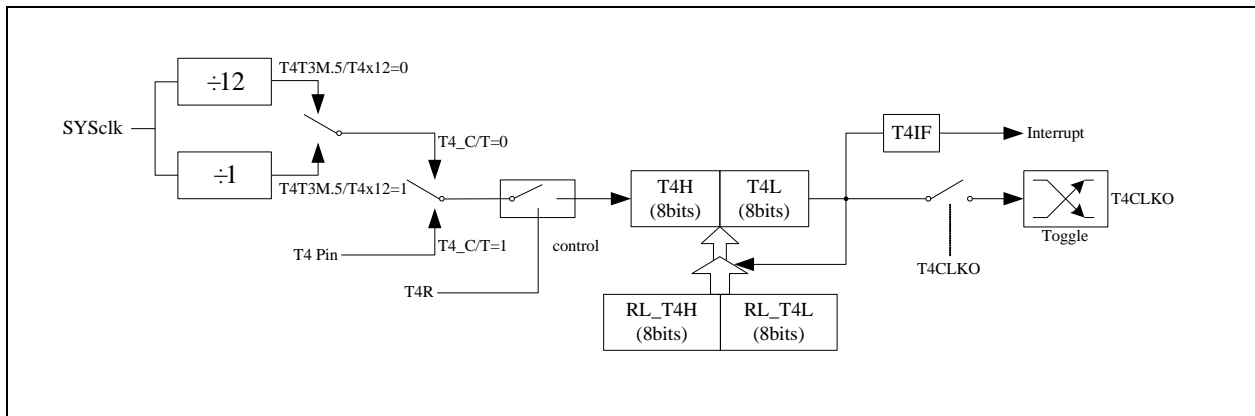 ÷12
T4T3M.5/T4x12=0
SYSclk
÷1
T4T3M.5/T4x12=1
T4_C/T=0
T4_C/T=1
T4 Pin
T4R
control
T4H
(8bits)
T4L
(8bits)
RL_T4H
(8bits)
RL_T4L
(8bits)
T4IF
Interrupt
T4CLKO
Toggle
T4CLKO